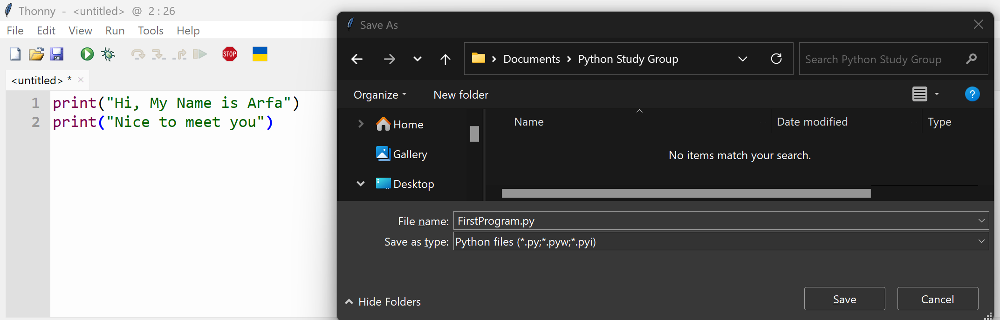 Thonny - <untitled> @ 2 : 26
File Edit View Run Tools Help
STOP
<untitled> *
1 print("Hi, My Name is Arfa")
2 print("Nice to meet you")
Save As
Documents Python Study Group
Search Python Study Group
Organize New folder
?
Name Date modified Type
Home
Gallery
Desktop
No items match your search.
File name: FirstProgram.py
Save as type: Python files (*.py;*.pyw;*.pyi)
Hide Folders
Save Cancel